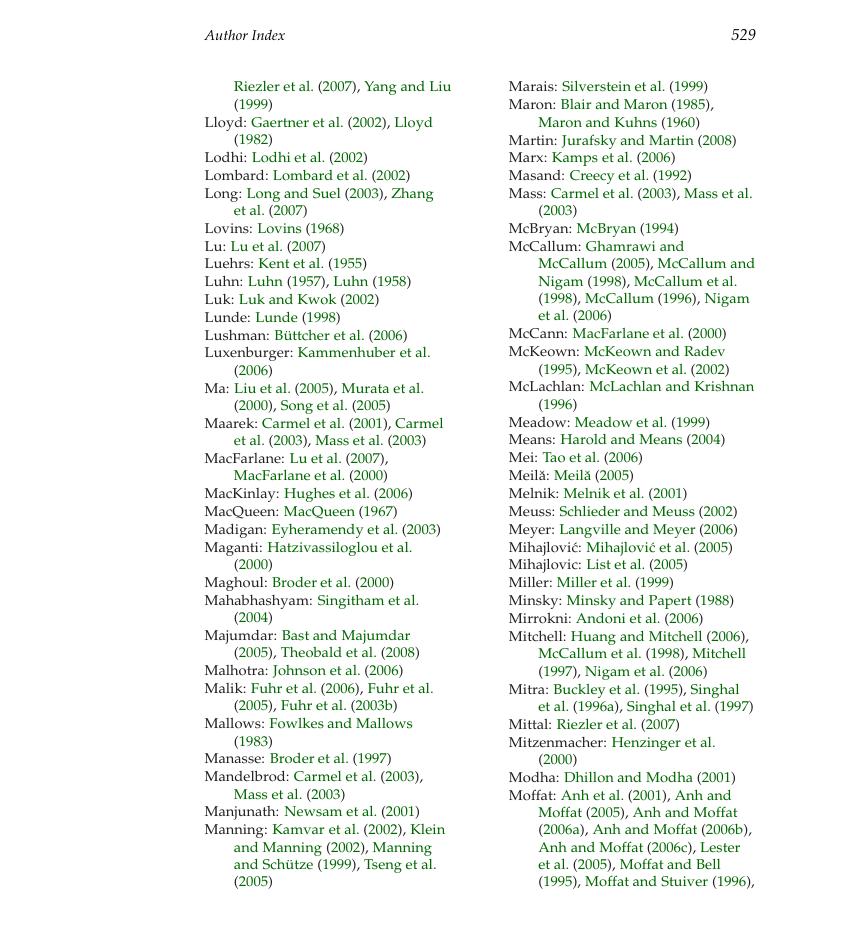 Author Index
529
Riezler et al. (2007), Yang and Liu
(1999)
Lloyd: Gaertner et al. (2002), Lloyd
(1982)
Lodhi: Lodhi et al. (2002)
Lombard: Lombard et al. (2002)
Long: Long and Suel (2003), Zhang
et al. (2007)
Lovins: Lovins (1968)
Lu: Lu et al. (2007)
Luehrs: Kent et al. (1955)
Luhn: Luhn (1957), Luhn (1958)
Luk: Luk and Kwok (2002)
Lunde: Lunde (1998)
Lushman: Büttcher et al. (2006)
Luxenburger: Kammenhuber et al.
(2006)
Ma: Liu et al. (2005), Murata et al.
(2000), Song et al. (2005)
Maarek: Carmel et al. (2001), Carmel
et al. (2003), Mass et al. (2003)
MacFarlane: Lu et al. (2007),
MacFarlane et al. (2000)
MacKinlay: Hughes et al. (2006)
MacQueen: MacQueen (1967)
Madigan: Eyheramendy et al. (2003)
Maganti: Hatzivassiloglou et al.
(2000)
Maghoul: Broder et al. (2000)
Mahabhashyam: Singitham et al.
(2004)
Majumdar: Bast and Majumdar
(2005), Theobald et al. (2008)
Malhotra: Johnson et al. (2006)
Malik: Fuhr et al. (2006), Fuhr et al.
(2005), Fuhr et al. (2003b)
Mallows: Fowlkes and Mallows
(1983)
Manasse: Broder et al. (1997)
Mandelbrod: Carmel et al. (2003),
Mass et al. (2003)
Manjunath: Newsam et al. (2001)
Manning: Kamvar et al. (2002), Klein
and Manning (2002), Manning
and Schütze (1999), Tseng et al.
(2005)
Marais: Silverstein et al. (1999)
Maron: Blair and Maron (1985),
Maron and Kuhns (1960)
Martin: Jurafsky and Martin (2008)
Marx: Kamps et al. (2006)
Masand: Creecy et al. (1992)
Mass: Carmel et al. (2003), Mass et al.
(2003)
McBryan: McBryan (1994)
McCallum: Ghamrawi and
McCallum (2005), McCallum and
Nigam (1998), McCallum et al.
(1998), McCallum (1996), Nigam
et al. (2006)
McCann: MacFarlane et al. (2000)
McKeown: McKeown and Radev
(1995), McKeown et al. (2002)
McLachlan: McLachlan and Krishnan
(1996)
Meadow: Meadow et al. (1999)
Means: Harold and Means (2004)
Mei: Tao et al. (2006)
Meilă: Meilă (2005)
Melnik: Melnik et al. (2001)
Meuss: Schlieder and Meuss (2002)
Meyer: Langville and Meyer (2006)
Mihajlović: Mihajlović et al. (2005)
Mihajlovic: List et al. (2005)
Miller: Miller et al. (1999)
Minsky: Minsky and Papert (1988)
Mirrokni: Andoni et al. (2006)
Mitchell: Huang and Mitchell (2006),
McCallum et al. (1998), Mitchell
(1997), Nigam et al. (2006)
Mitra: Buckley et al. (1995), Singhal
et al. (1996a), Singhal et al. (1997)
Mittal: Riezler et al. (2007)
Mitzenmacher: Henzinger et al.
(2000)
Modha: Dhillon and Modha (2001)
Moffat: Anh et al. (2001), Anh and
Moffat (2005), Anh and Moffat
(2006a), Anh and Moffat (2006b),
Anh and Moffat (2006c), Lester
et al. (2005), Moffat and Bell
(1995), Moffat and Stuiver (1996),